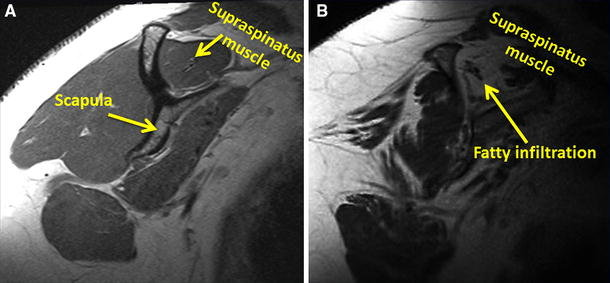 A
Supraspinatus
muscle
Scapula
B
Supraspinatus
muscle
Fatty infiltration